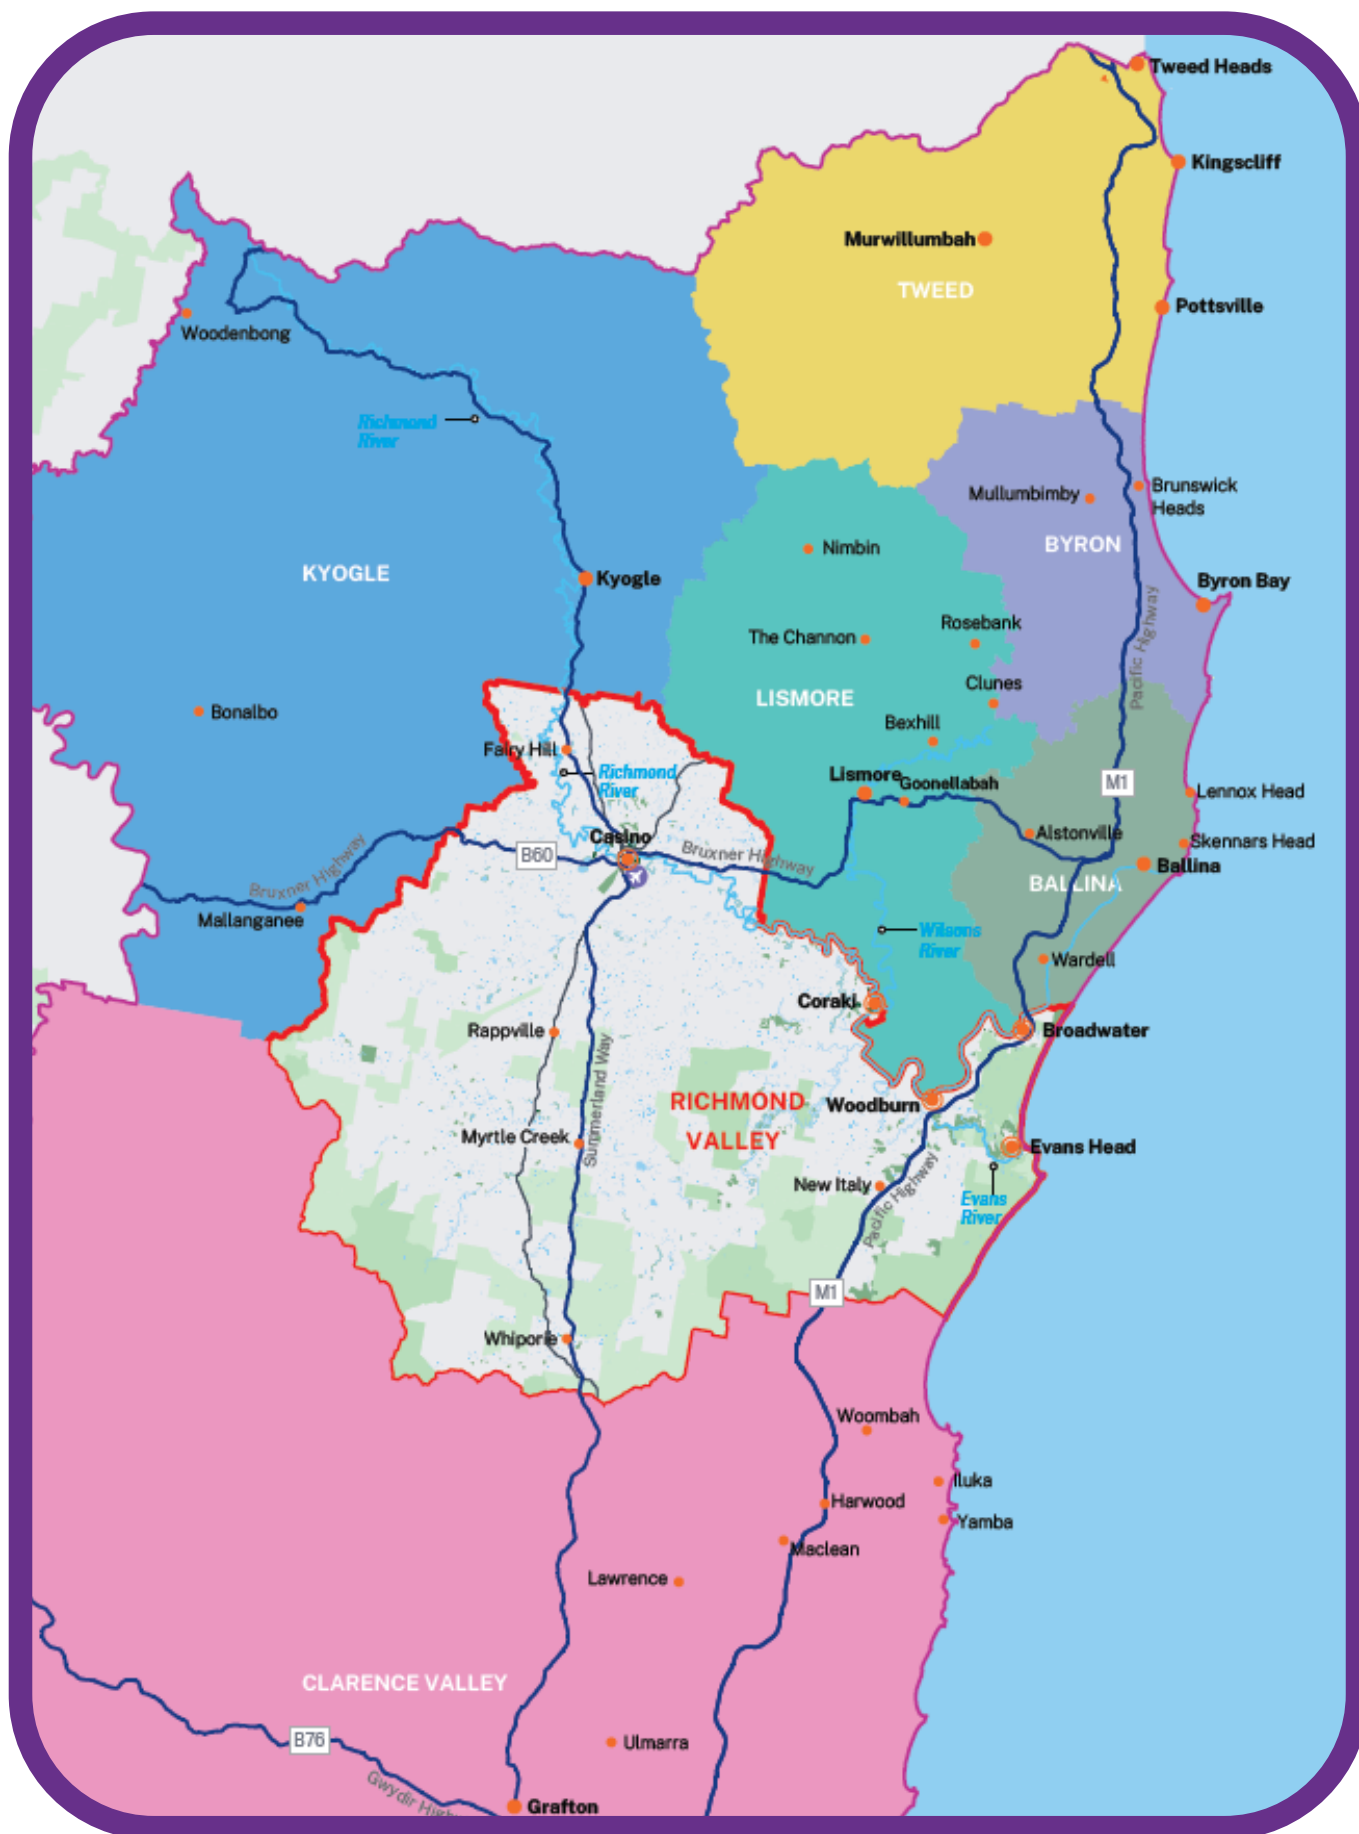 Tweed Heads
Kingscliff
Murwillumbah
TWEED
Pottsville
Woodenbong
Richmond
River
Mullumbimby
Brunswick
Heads
BYRON
Nimbin
KYOGLE
Kyogle
Byron Bay
Pacific Highway
Rosebank
The Channon
Clunes
LISMORE
Bonalbo
Bexhill
Fairy Hill
Richmond
River
Lismore
Goonellabah
M1
Lennox Head
Casino
Alstonville
Skennars Head
B60
Bruxner Highway
Bruxner Highway
Ballina
BALLINA
Mallanganee
Wilsons
River
Wardell
Coraki
Rappville
Broadwater
Summerland Way
RICHMOND
VALLEY
Woodburn
Myrtle Creek
Evans Head
New Italy
Pacific Highway
Evans
River
M1
Whiporie
Woombah
Iluka
Harwood
Yamba
Maclean
Lawrence
CLARENCE VALLEY
B76
Ulmarra
Gwydir High
Grafton